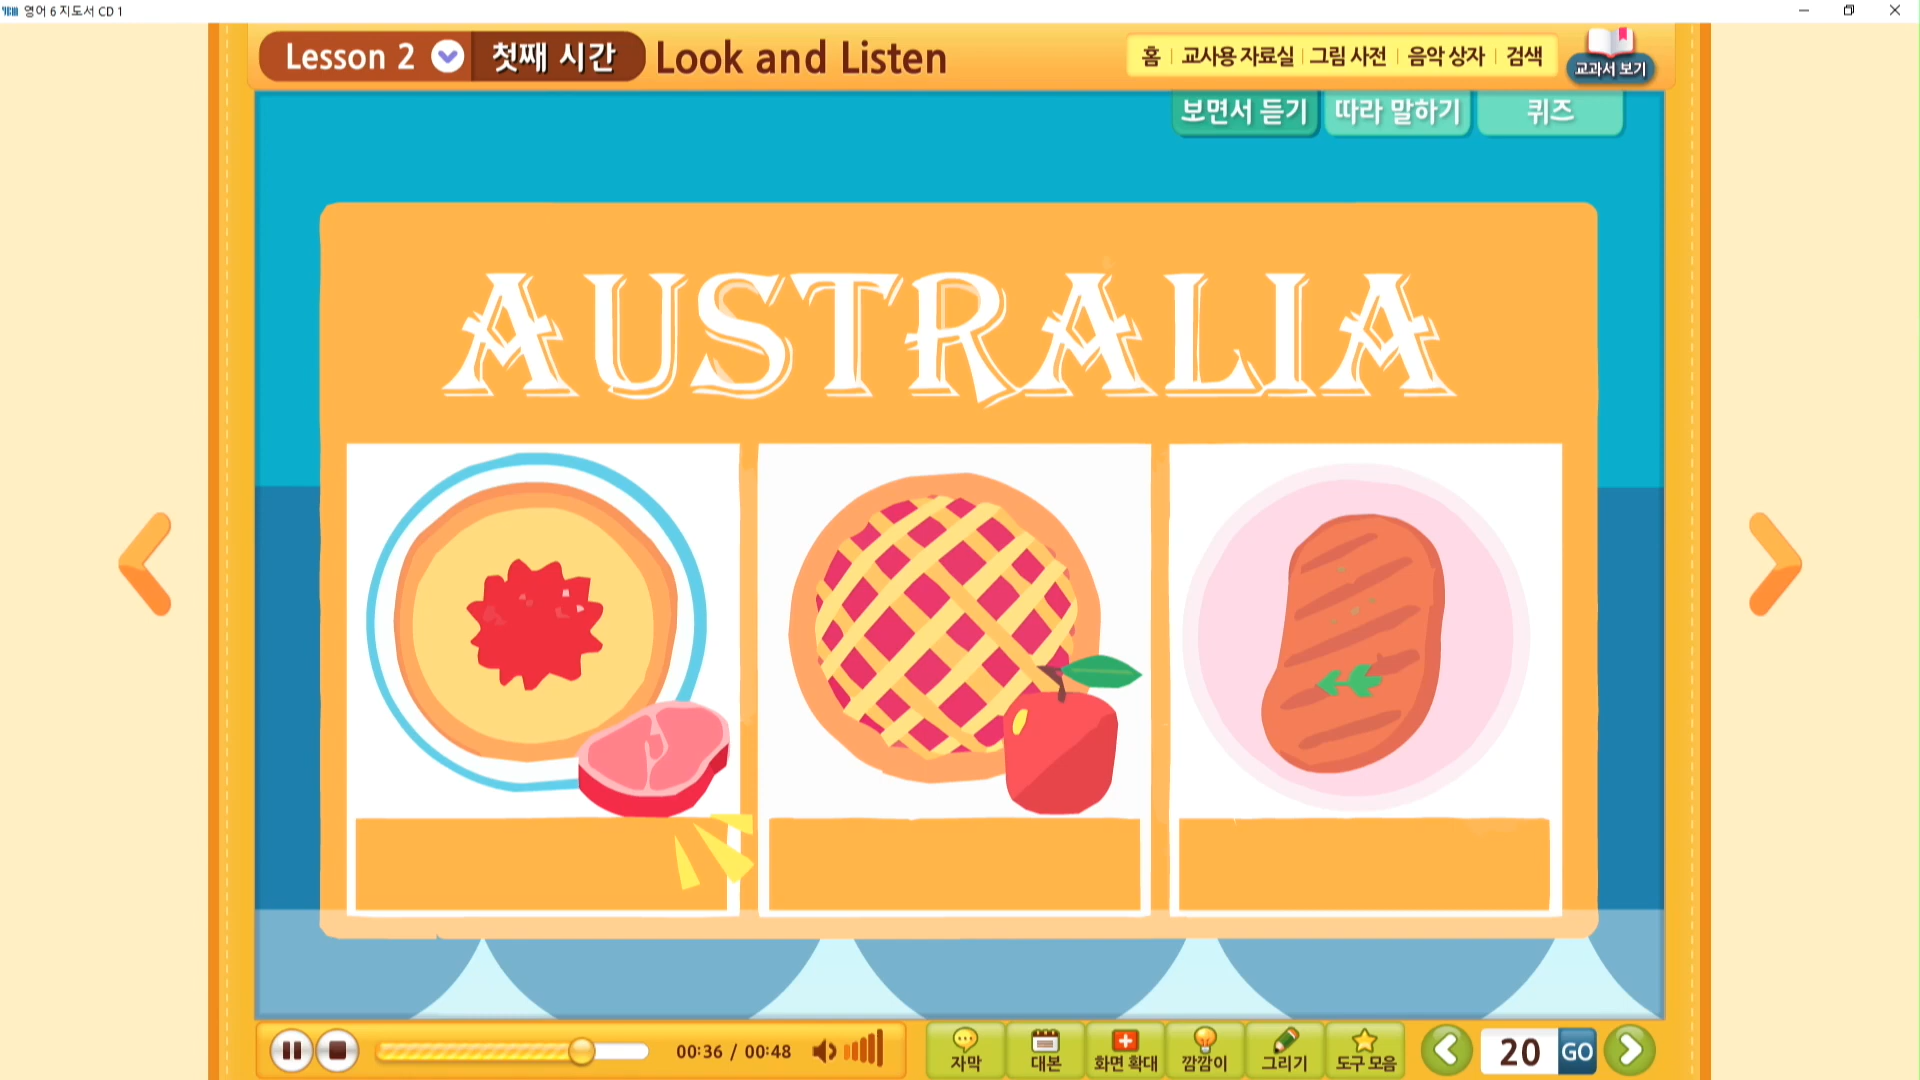 영어 6 지도서 CD 1
Lesson 2 첫째 시간 Look and Listen
홈 교사용 자료실 그림 사전 음악 상자 검색
교과서 보기
보면서 듣기 따라 말하기 퀴즈
AUSTRALIA
00:36 / 00:48
자막 대본 화면 확대 깜깜이 그리기 도구 모음
20 GO